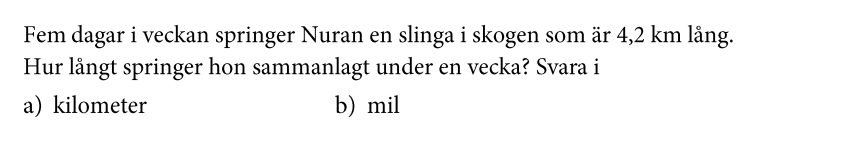 Fem dagar i veckan springer Nuran en slinga i skogen som är 4,2 km lång.
Hur långt springer hon sammanlagt under en vecka? Svara i
a) kilometer b) mil